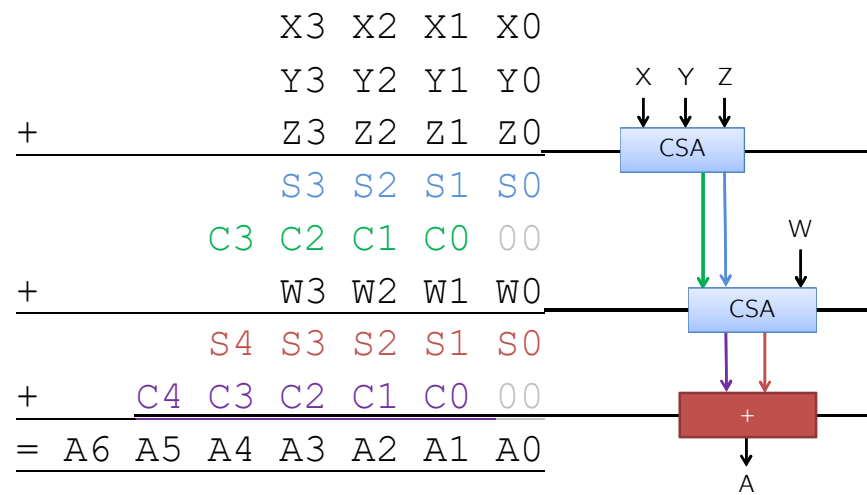 X3 X2 X1 X0
Y3 Y2 Y1 Y0
X Y Z
+ Z3 Z2 Z1 Z0
CSA
S3 S2 S1 S0
C3 C2 C1 C0 00
W
+ W3 W2 W1 W0
CSA
S4 S3 S2 S1 S0
+ C4 C3 C2 C1 C0 00
+
= A6 A5 A4 A3 A2 A1 A0
A